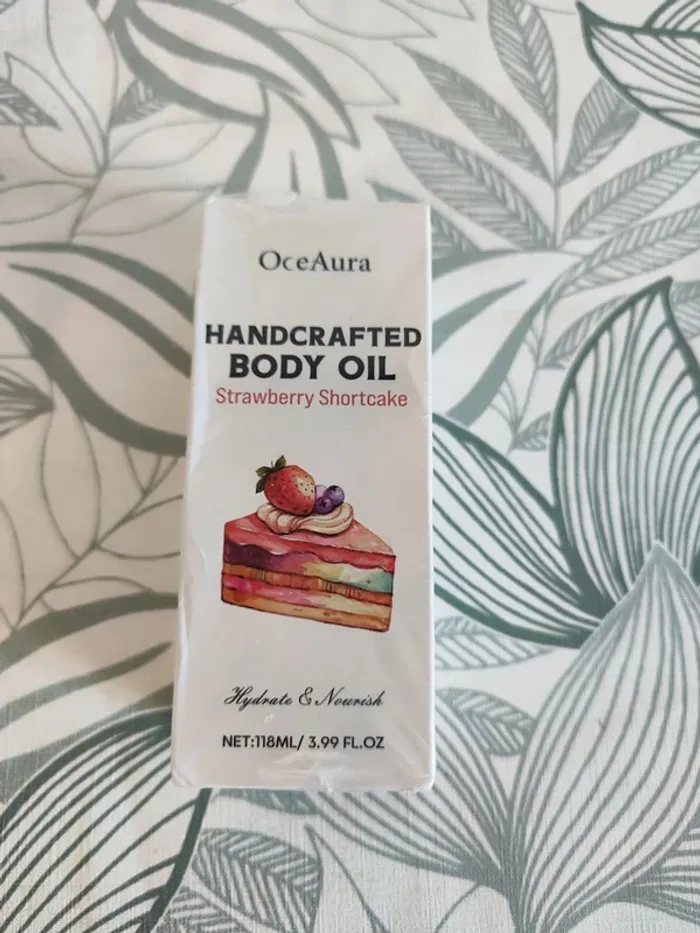 OceAura
HANDCRAFTED
BODY OIL
Strawberry Shortcake
Hydrate & Nourish
NET:118ML/ 3.99 FL.OZ